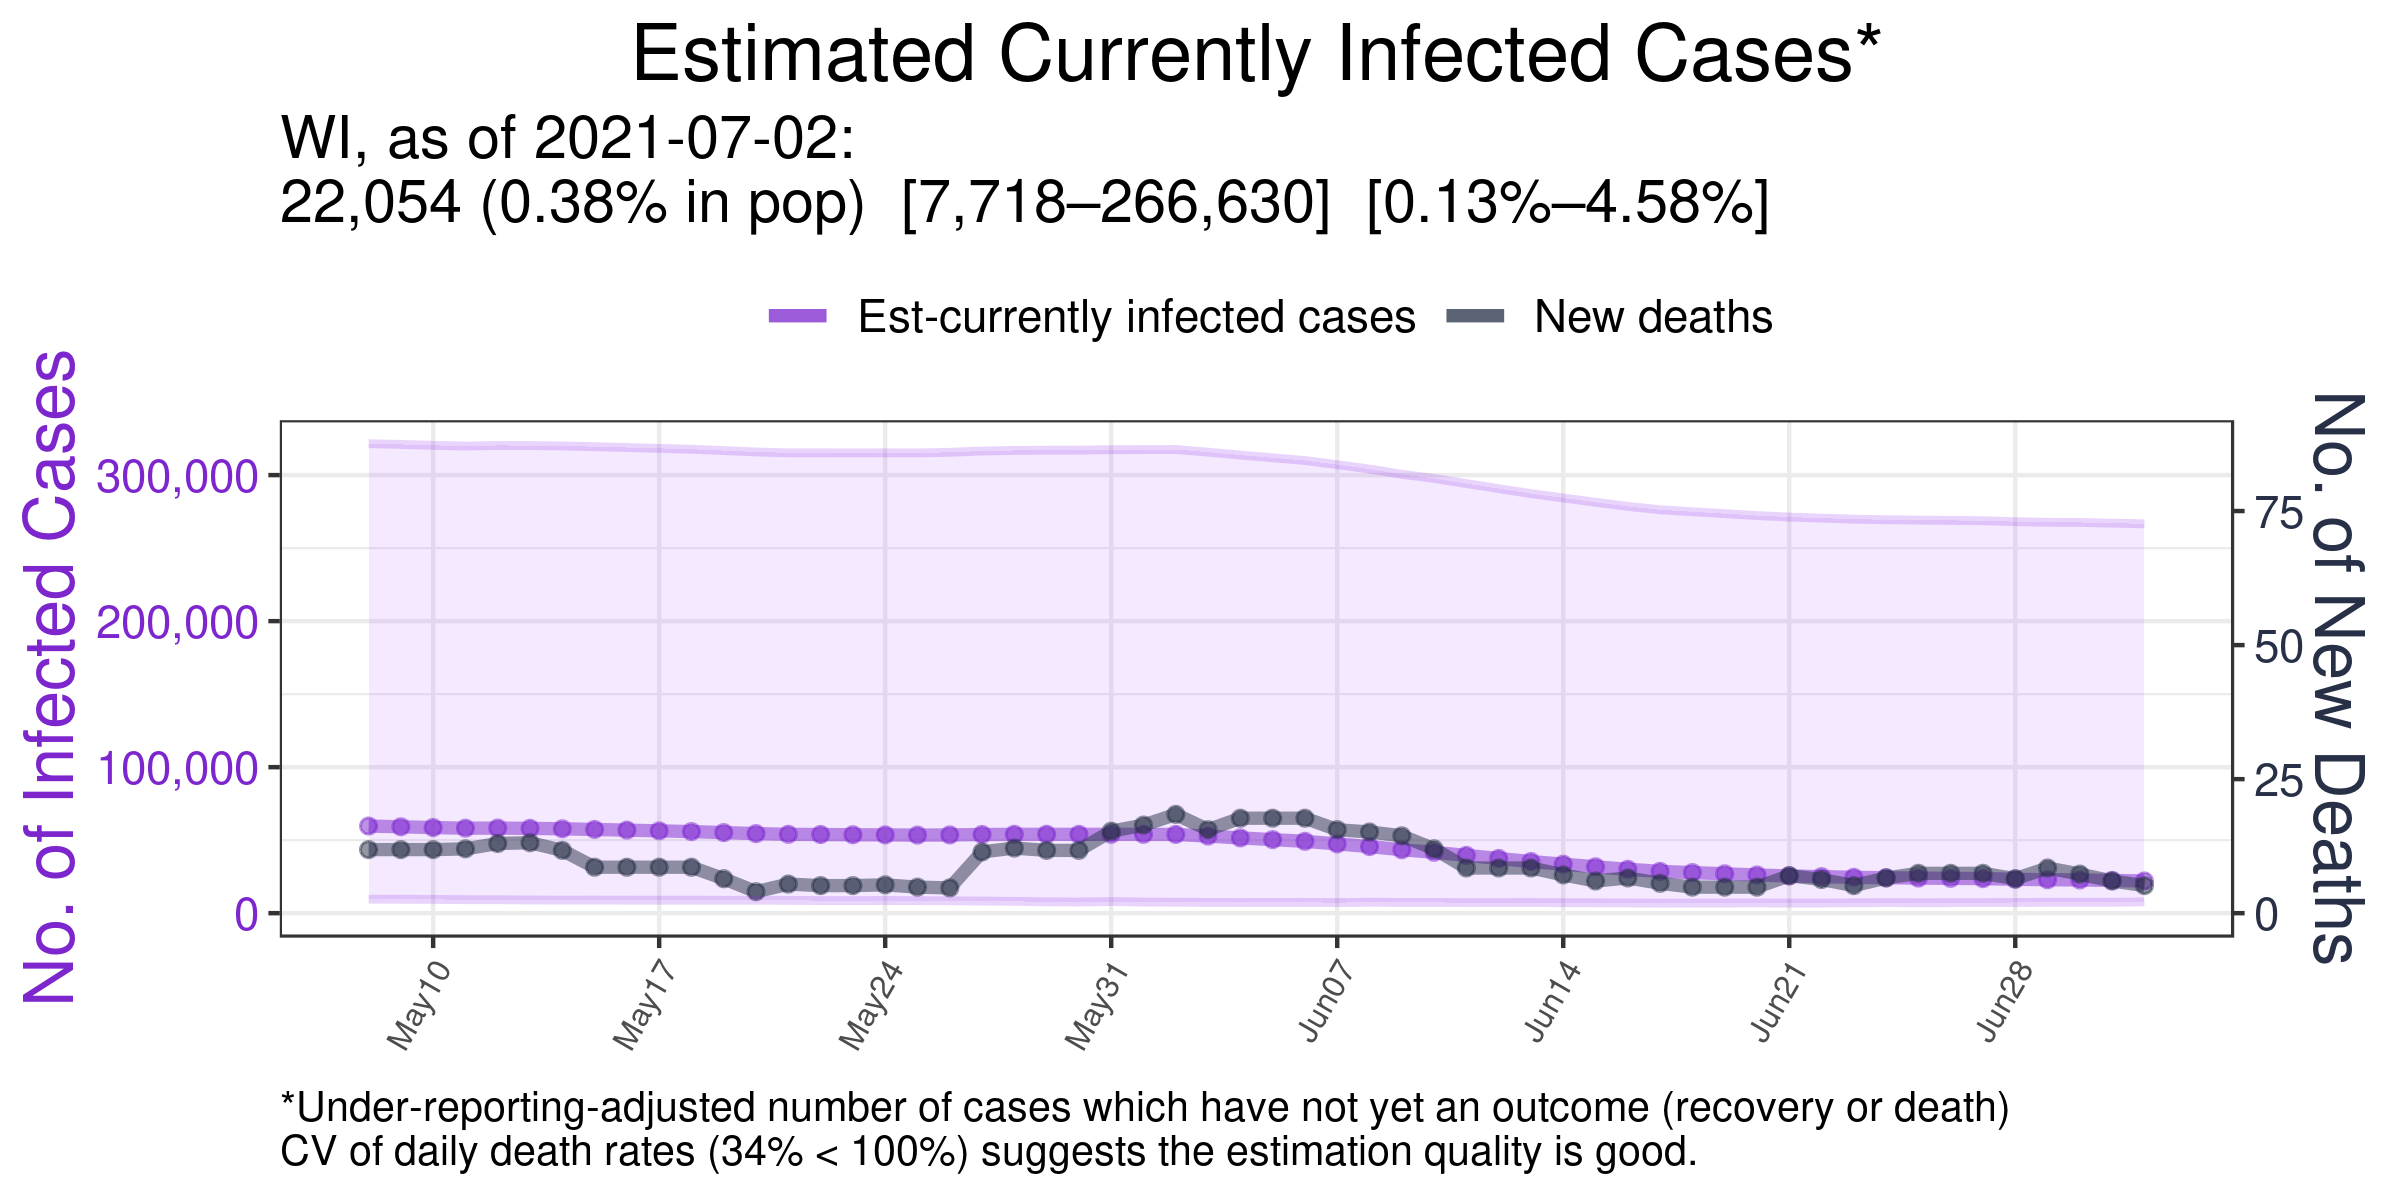 Estimated Currently Infected Cases*
WI, as of 2021-07-02:
22,054 (0.38% in pop)  [7,718–266,630]  [0.13%–4.58%]
Est-currently infected cases
New deaths
No. of Infected Cases
300,000
200,000
100,000
0
No. of New Deaths
75
50
25
0
May10
May17
May24
May31
Jun07
Jun14
Jun21
Jun28
*Under-reporting-adjusted number of cases which have not yet an outcome (recovery or death)
CV of daily death rates (34% < 100%) suggests the estimation quality is good.